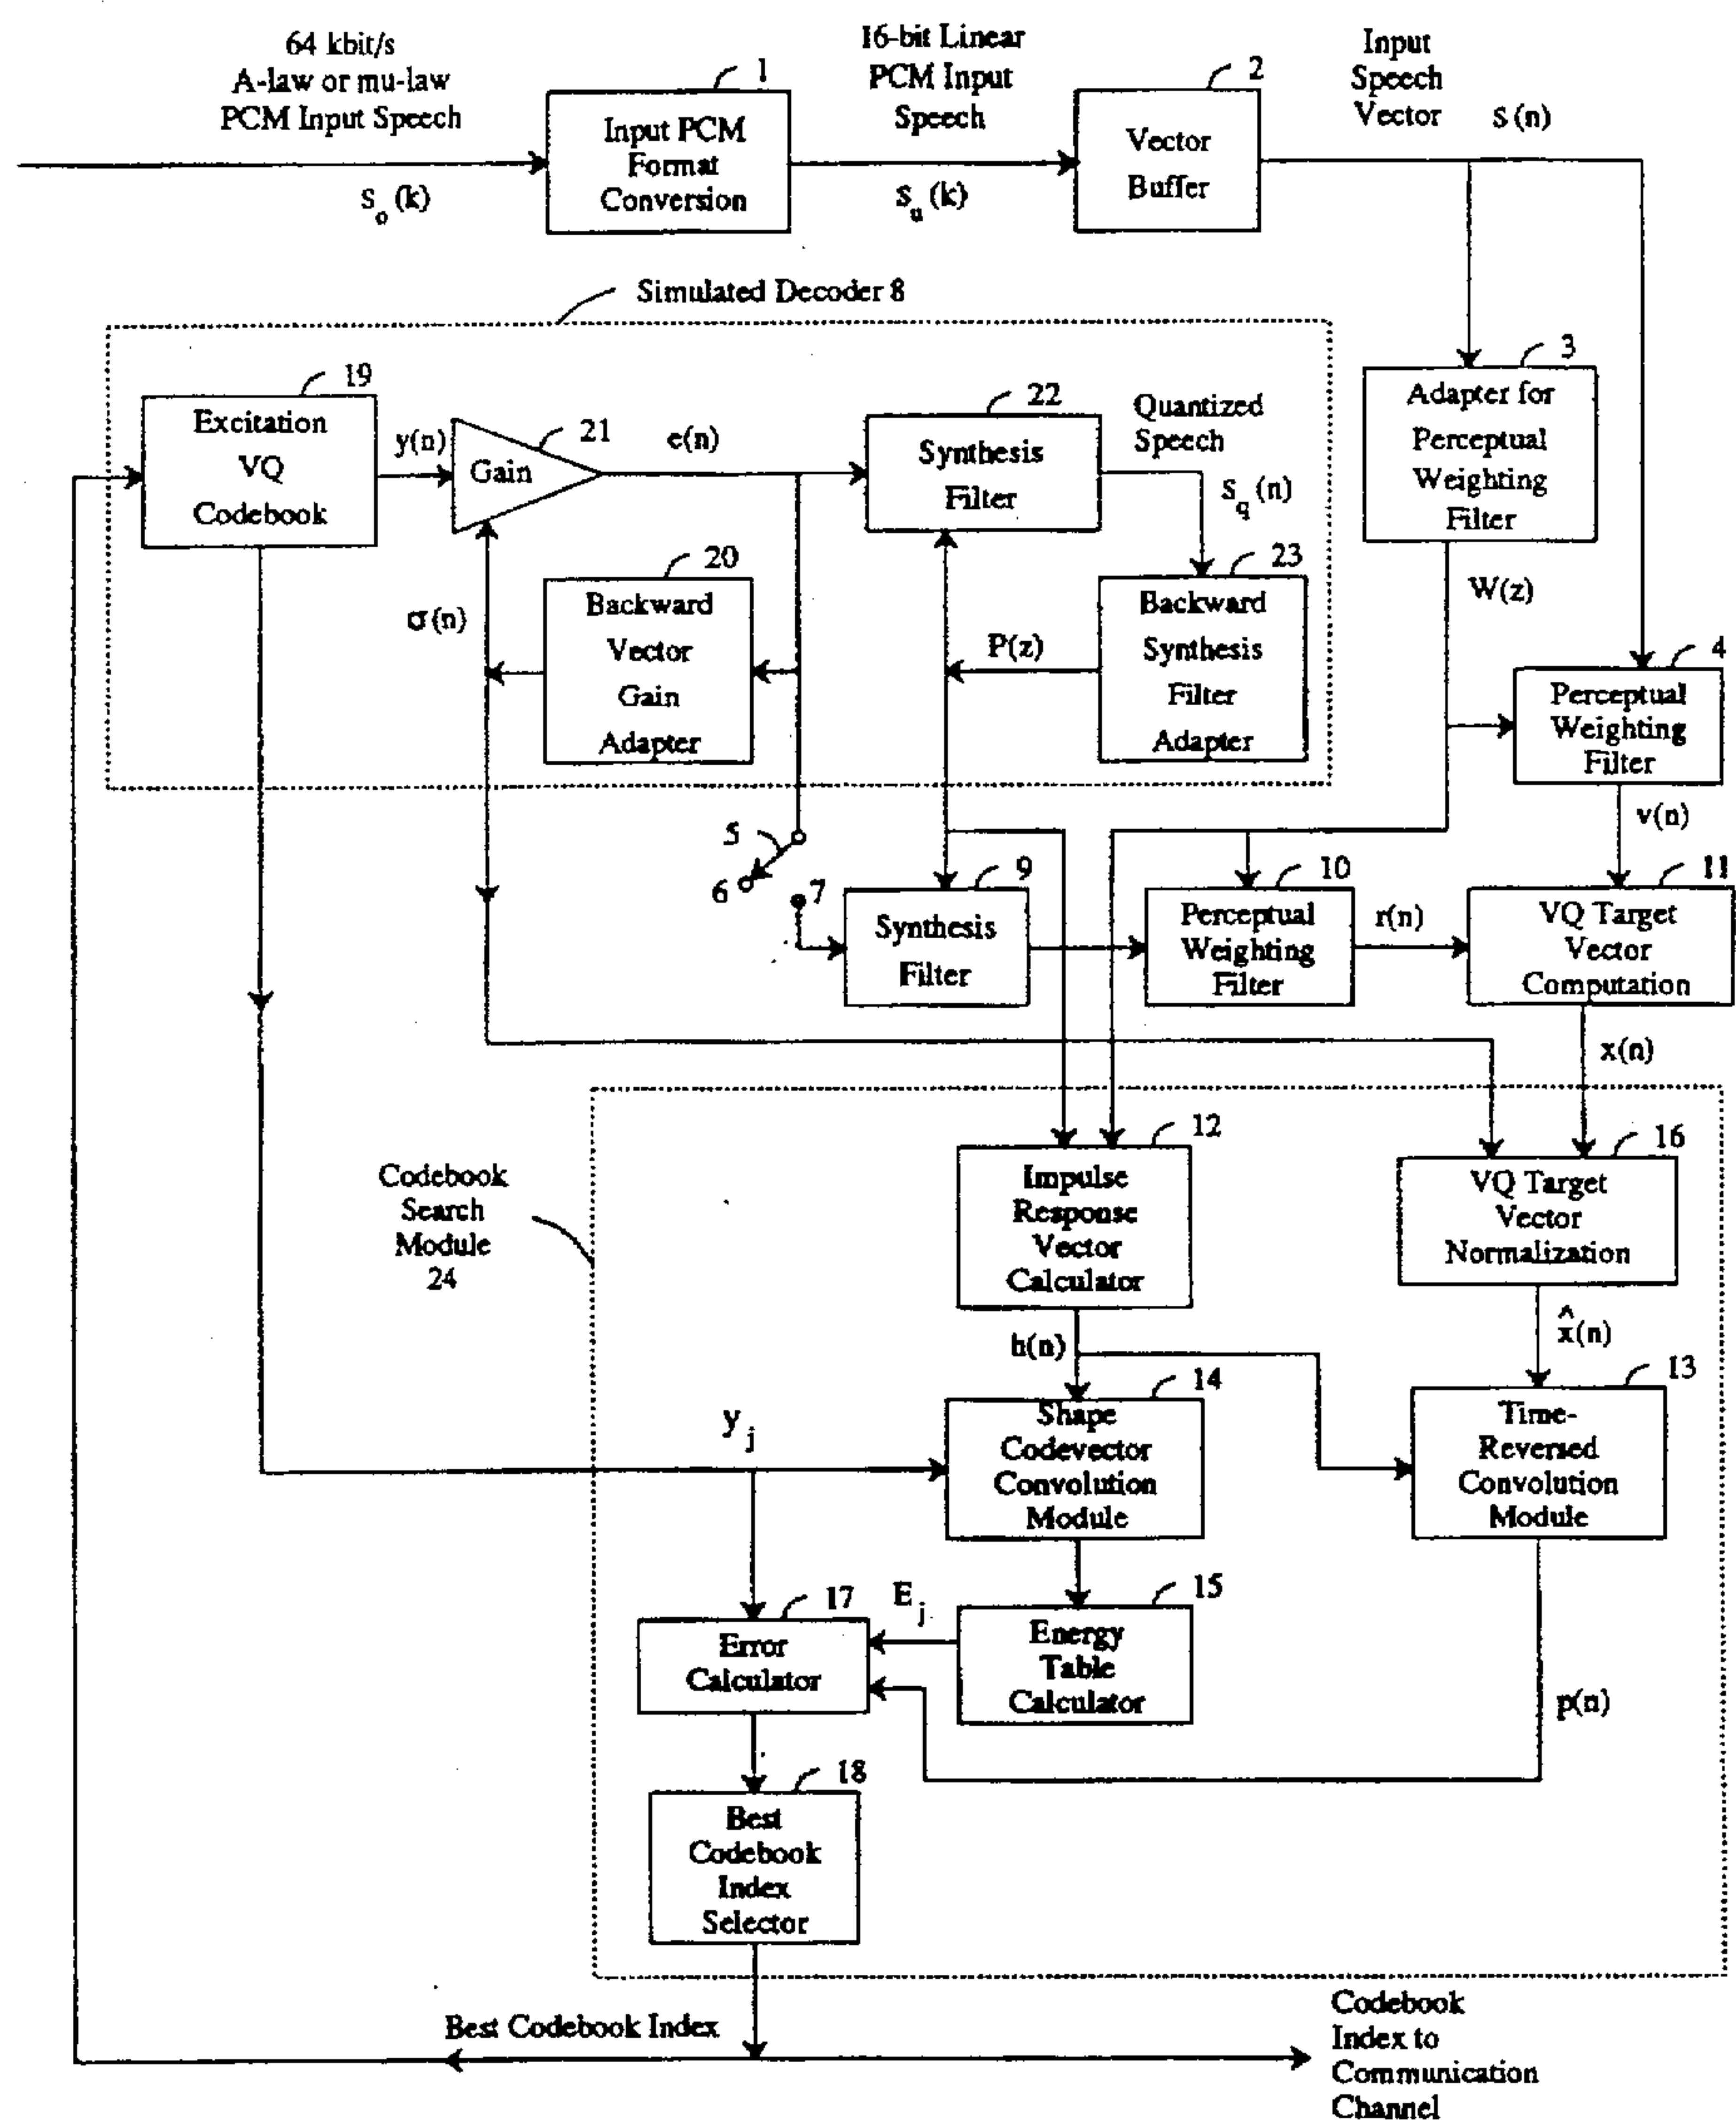 64 kbit/s
A-law or mu-law
PCM Input Speech
S_o (k)
1
Input PCM
Format
Conversion
16-bit Linear
PCM Input
Speech
S_u (k)
2
Vector
Buffer
Input
Speech
Vector
S (n)
Simulated Decoder 8
19
Excitation
VQ
Codebook
y(n)
21
Gain
e(n)
22
Synthesis
Filter
Quantized
Speech
S_q (n)
3
Adapter for
Perceptual
Weighting
Filter
W(z)
σ(n)
20
Backward
Vector
Gain
Adapter
P(z)
23
Backward
Synthesis
Filter
Adapter
4
Perceptual
Weighting
Filter
v(n)
5
6
7
9
Synthesis
Filter
10
Perceptual
Weighting
Filter
r(n)
11
VQ Target
Vector
Computation
x(n)
Codebook
Search
Module
24
12
Impulse
Response
Vector
Calculator
16
VQ Target
Vector
Normalization
h(n)
x̂(n)
y_j
14
Shape
Codevector
Convolution
Module
13
Time-
Reversed
Convolution
Module
17
Error
Calculator
E_j
15
Energy
Table
Calculator
p(n)
18
Best
Codebook
Index
Selector
Best Codebook Index
Codebook
Index to
Communication
Channel